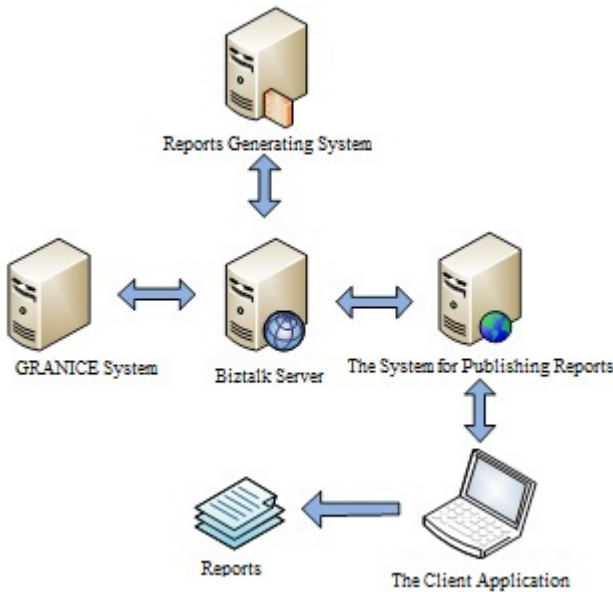 Reports Generating System
GRANICE System
Biztalk Server
The System for Publishing Reports
Reports
The Client Application